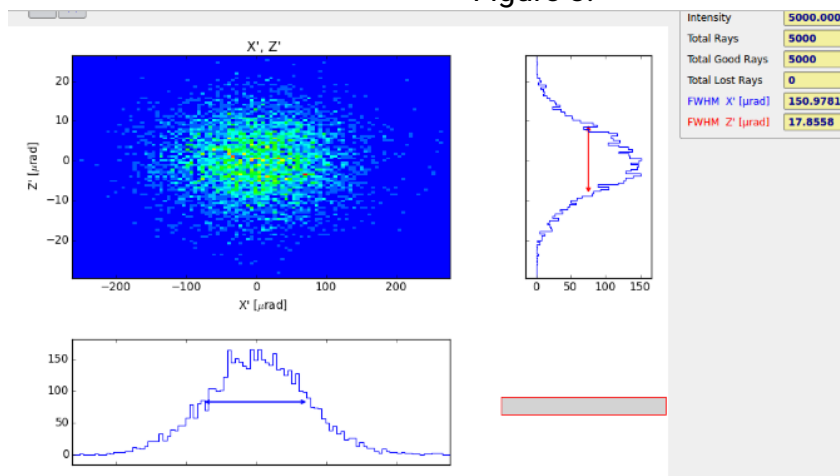 X', Z'
20
10
0
−10
−20
Z' [μrad]
−200 −100 0 100 200
X' [μrad]
0 50 100 150
150
100
50
0
Intensity 5000.000
Total Rays 5000
Total Good Rays 5000
Total Lost Rays 0
FWHM X' [μrad] 150.9781
FWHM Z' [μrad] 17.8558